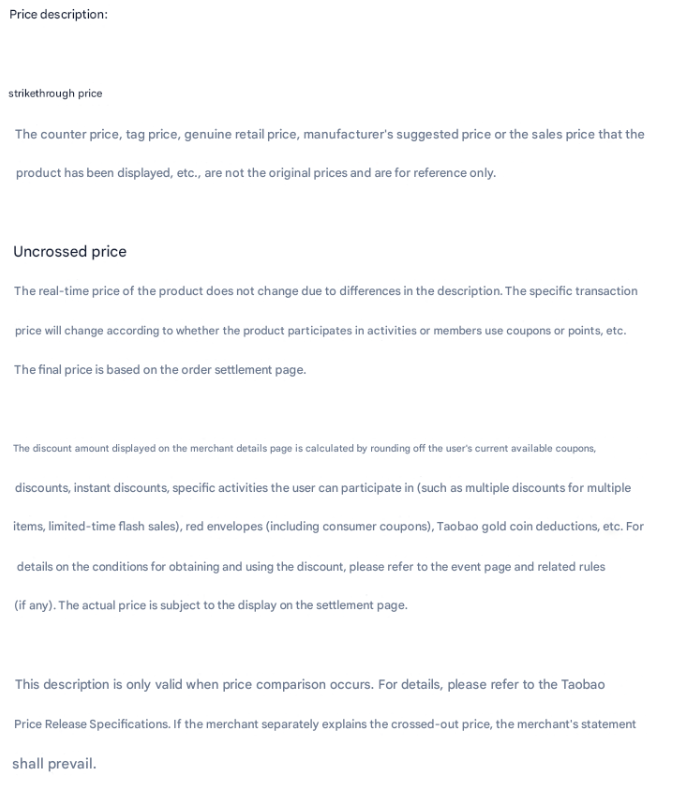 Price description:
strikethrough price
The counter price, tag price, genuine retail price, manufacturer's suggested price or the sales price that the
product has been displayed, etc., are not the original prices and are for reference only.
Uncrossed price
The real-time price of the product does not change due to differences in the description. The specific transaction
price will change according to whether the product participates in activities or members use coupons or points, etc.
The final price is based on the order settlement page.
The discount amount displayed on the merchant details page is calculated by rounding off the user's current available coupons,
discounts, instant discounts, specific activities the user can participate in (such as multiple discounts for multiple
items, limited-time flash sales), red envelopes (including consumer coupons), Taobao gold coin deductions, etc. For
details on the conditions for obtaining and using the discount, please refer to the event page and related rules
(if any). The actual price is subject to the display on the settlement page.
This description is only valid when price comparison occurs. For details, please refer to the Taobao
Price Release Specifications. If the merchant separately explains the crossed-out price, the merchant's statement
shall prevail.